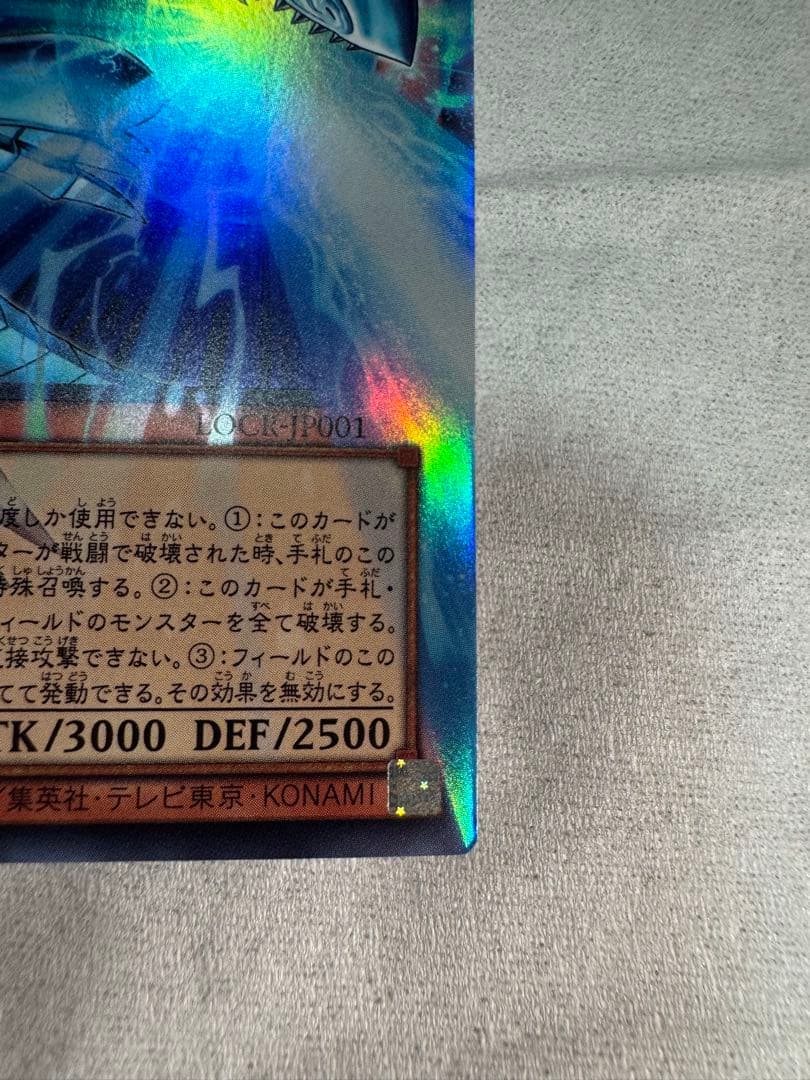 LOCR-JP001
度しか使用できない。①:このカードが
ターが戦闘で破壊された時、手札のこの
特殊召喚する。②:このカードが手札・
ィールドのモンスターを全て破壊する。
接攻撃できない。③:フィールドのこの
てて発動できる。その効果を無効にする。
TK/3000 DEF/2500
集英社・テレビ東京・KONAMI